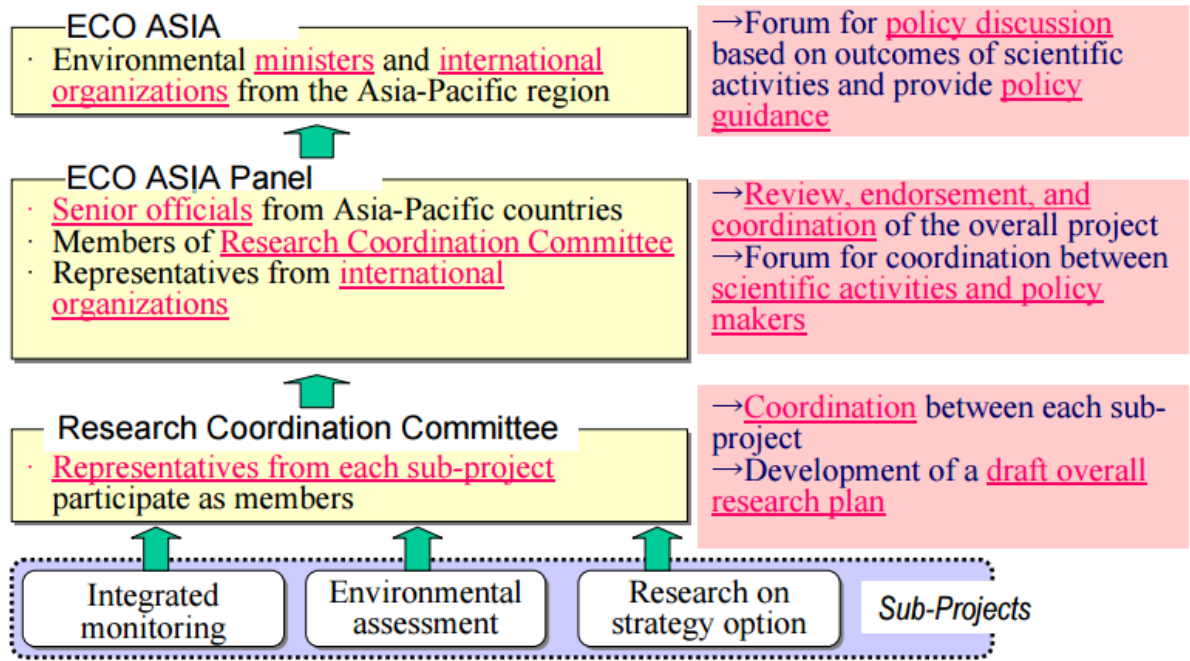 ECO ASIA
· Environmental ministers and international
organizations from the Asia-Pacific region
→Forum for policy discussion
based on outcomes of scientific
activities and provide policy
guidance
ECO ASIA Panel
· Senior officials from Asia-Pacific countries
· Members of Research Coordination Committee
· Representatives from international
organizations
→Review, endorsement, and
coordination of the overall project
→Forum for coordination between
scientific activities and policy
makers
Research Coordination Committee
· Representatives from each sub-project
participate as members
→Coordination between each sub-
project
→Development of a draft overall
research plan
Integrated
monitoring
Environmental
assessment
Research on
strategy option
Sub-Projects